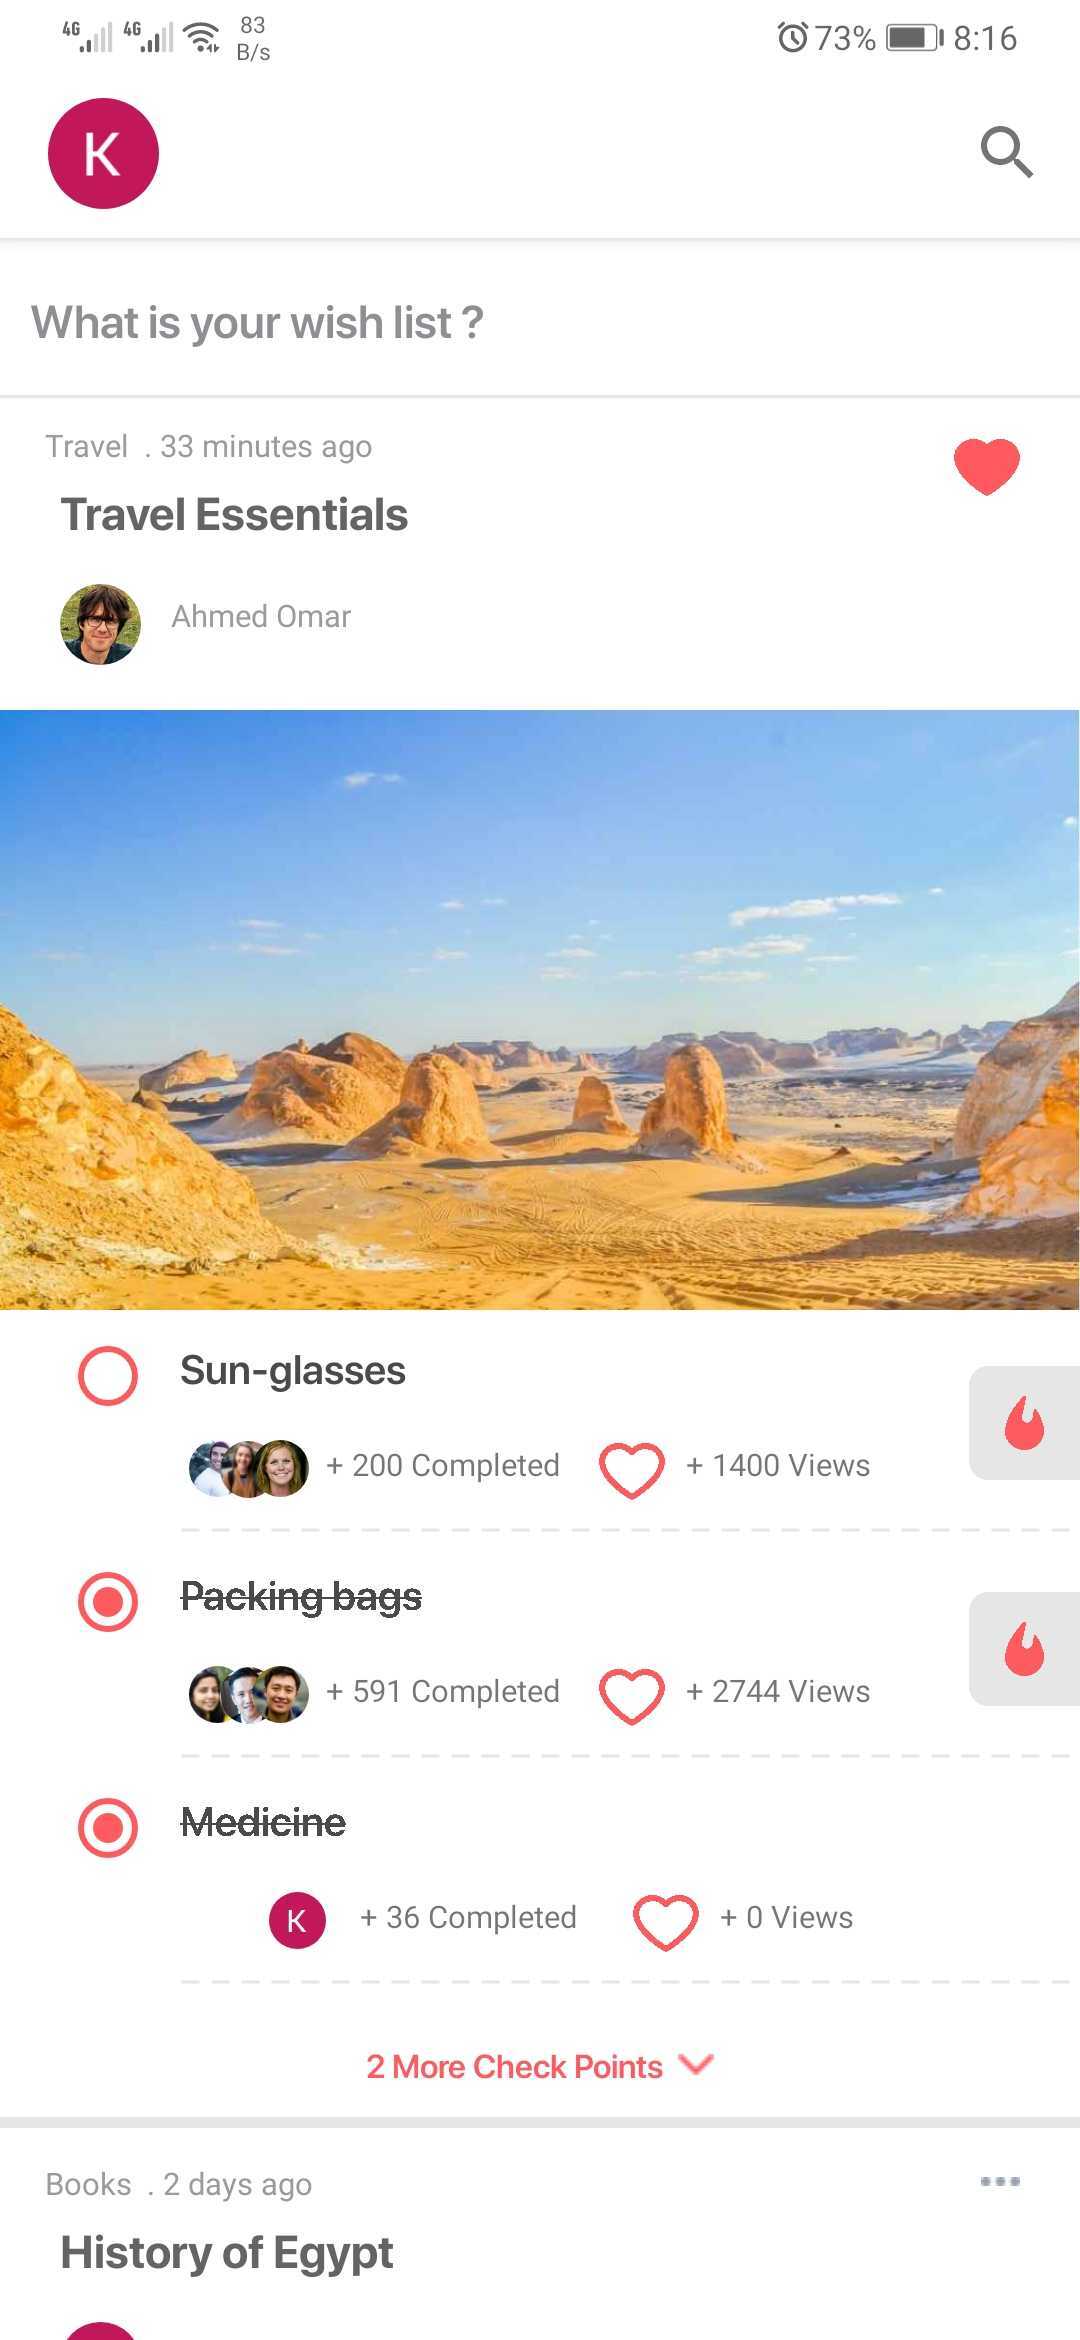 4G 4G 83 B/s 73% 8:16
K
What is your wish list ?
Travel . 33 minutes ago
Travel Essentials
Ahmed Omar
Sun-glasses
+ 200 Completed + 1400 Views
Packing bags
+ 591 Completed + 2744 Views
Medicine
K + 36 Completed + 0 Views
2 More Check Points
Books . 2 days ago
History of Egypt